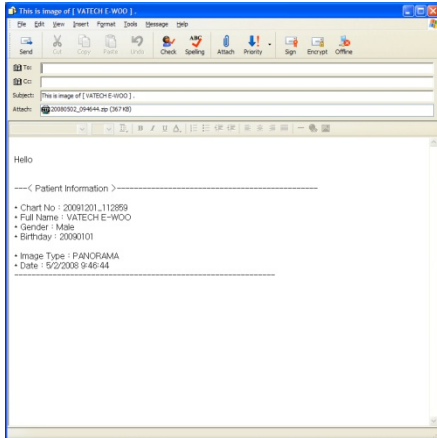 This is image of [ VATECH E-WOO ] .
File Edit View Insert Format Tools Message Help
Send Cut Copy Paste Undo Check Spelling Attach Priority Sign Encrypt Offline
To:
Cc:
Subject: This is image of [ VATECH E-WOO ] .
Attach: 20080502_094644.zip (367 KB)
Hello
---< Patient Information >------------------------------------------------
• Chart No : 20091201_112859
• Full Name : VATECH E-WOO
• Gender : Male
• Birthday : 20090101
• Image Type : PANORAMA
• Date : 5/2/2008 9:46:44
---------------------------------------------------------------